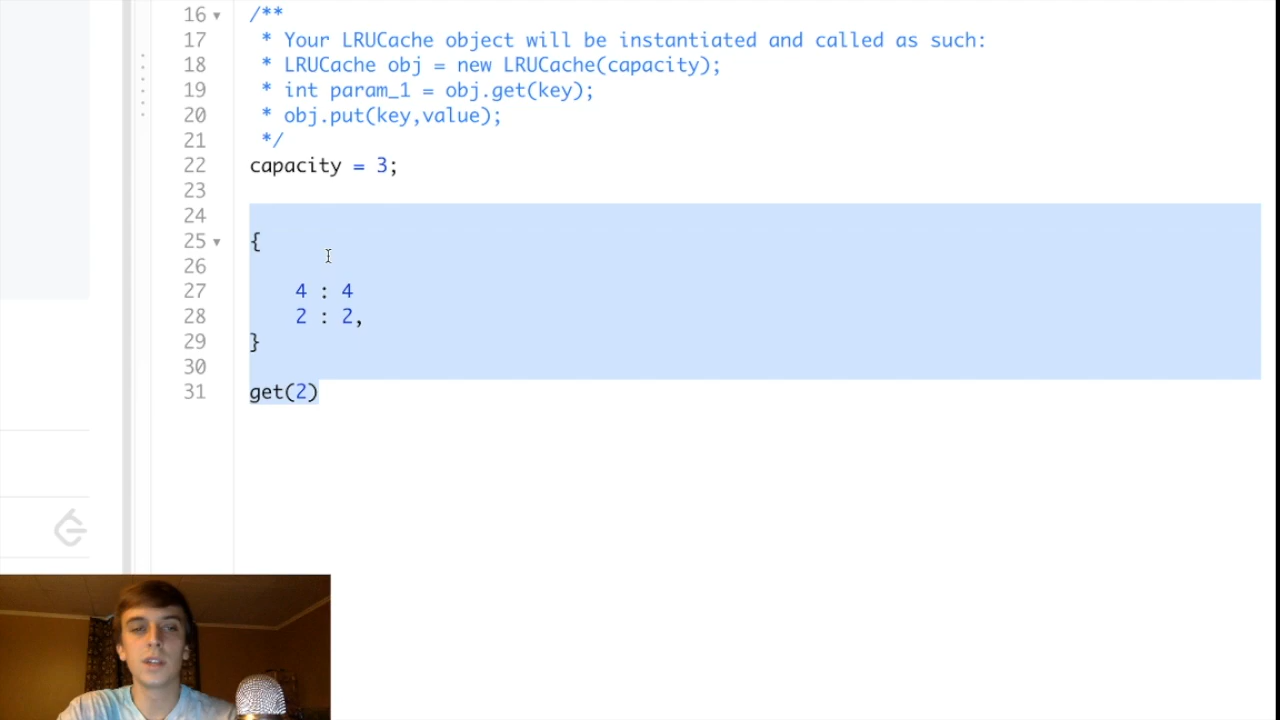 16 /**
17 * Your LRUCache object will be instantiated and called as such:
18 * LRUCache obj = new LRUCache(capacity);
19 * int param_1 = obj.get(key);
20 * obj.put(key,value);
21 */
22 capacity = 3;
23
24
25 {
26
27 4 : 4
28 2 : 2,
29 }
30
31 get(2)